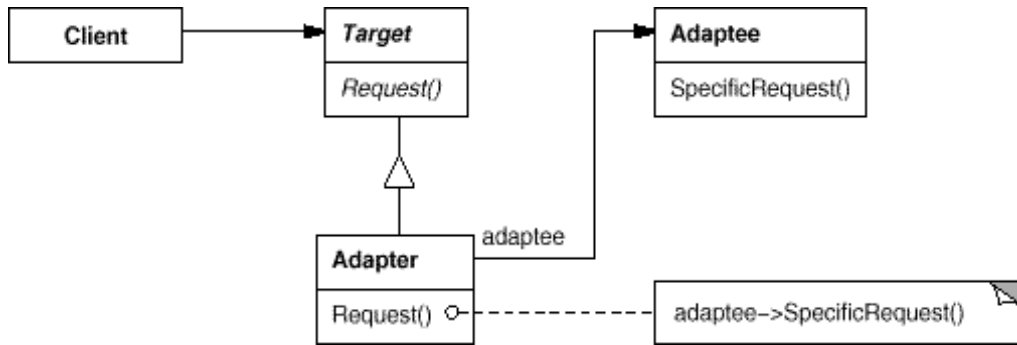 Client
Target
Request()
Adaptee
SpecificRequest()
adaptee
Adapter
Request()
adaptee->SpecificRequest()